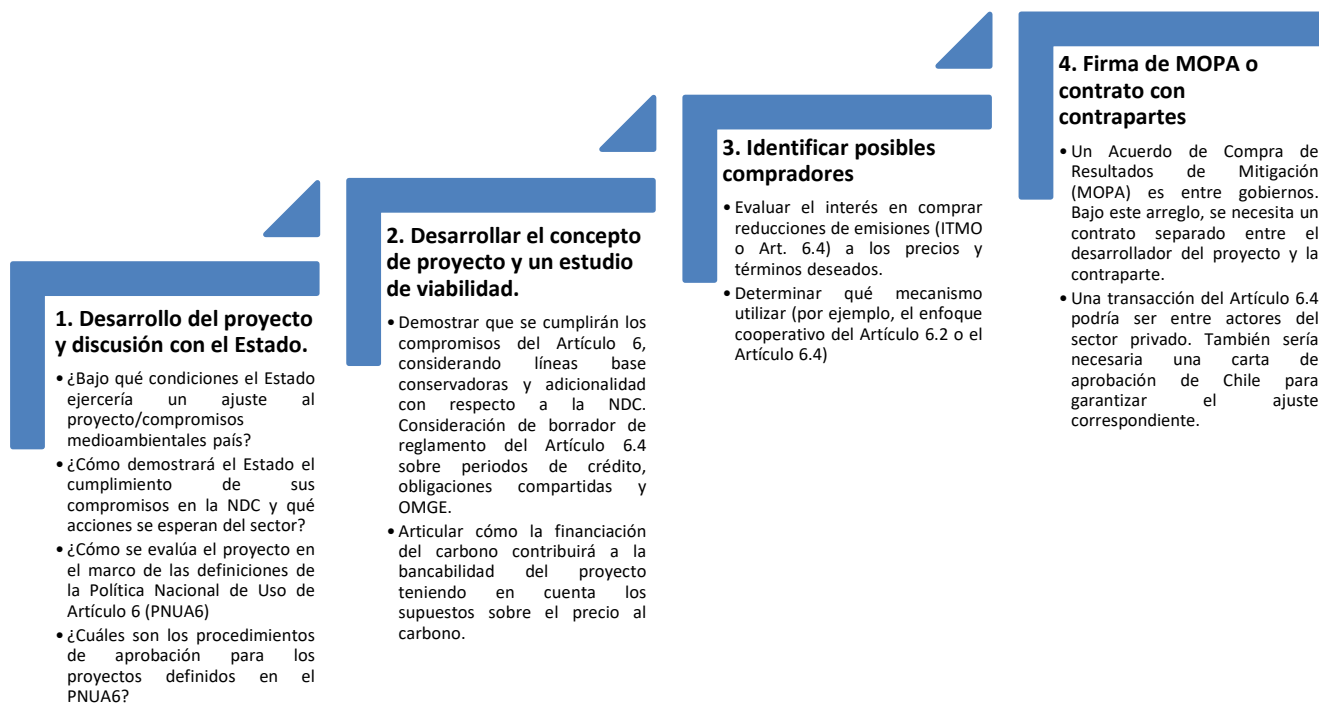 1. Desarrollo del proyecto
y discusión con el Estado.
• ¿Bajo qué condiciones el Estado
ejercería un ajuste al
proyecto/compromisos
medioambientales país?
• ¿Cómo demostrará el Estado el
cumplimiento de sus
compromisos en la NDC y qué
acciones se esperan del sector?
• ¿Cómo se evalúa el proyecto en
el marco de las definiciones de
la Política Nacional de Uso de
Artículo 6 (PNUA6)
• ¿Cuáles son los procedimientos
de aprobación para los
proyectos definidos en el
PNUA6?
2. Desarrollar el concepto
de proyecto y un estudio
de viabilidad.
• Demostrar que se cumplirán los
compromisos del Artículo 6,
considerando líneas base
conservadoras y adicionalidad
con respecto a la NDC.
Consideración de borrador de
reglamento del Artículo 6.4
sobre periodos de crédito,
obligaciones compartidas y
OMGE.
• Articular cómo la financiación
del carbono contribuirá a la
bancabilidad del proyecto
teniendo en cuenta los
supuestos sobre el precio al
carbono.
3. Identificar posibles
compradores
• Evaluar el interés en comprar
reducciones de emisiones (ITMO
o Art. 6.4) a los precios y
términos deseados.
• Determinar qué mecanismo
utilizar (por ejemplo, el enfoque
cooperativo del Artículo 6.2 o el
Artículo 6.4)
4. Firma de MOPA o
contrato con
contrapartes
• Un Acuerdo de Compra de
Resultados de Mitigación
(MOPA) es entre gobiernos.
Bajo este arreglo, se necesita un
contrato separado entre el
desarrollador del proyecto y la
contraparte.
• Una transacción del Artículo 6.4
podría ser entre actores del
sector privado. También sería
necesaria una carta de
aprobación de Chile para
garantizar el ajuste
correspondiente.